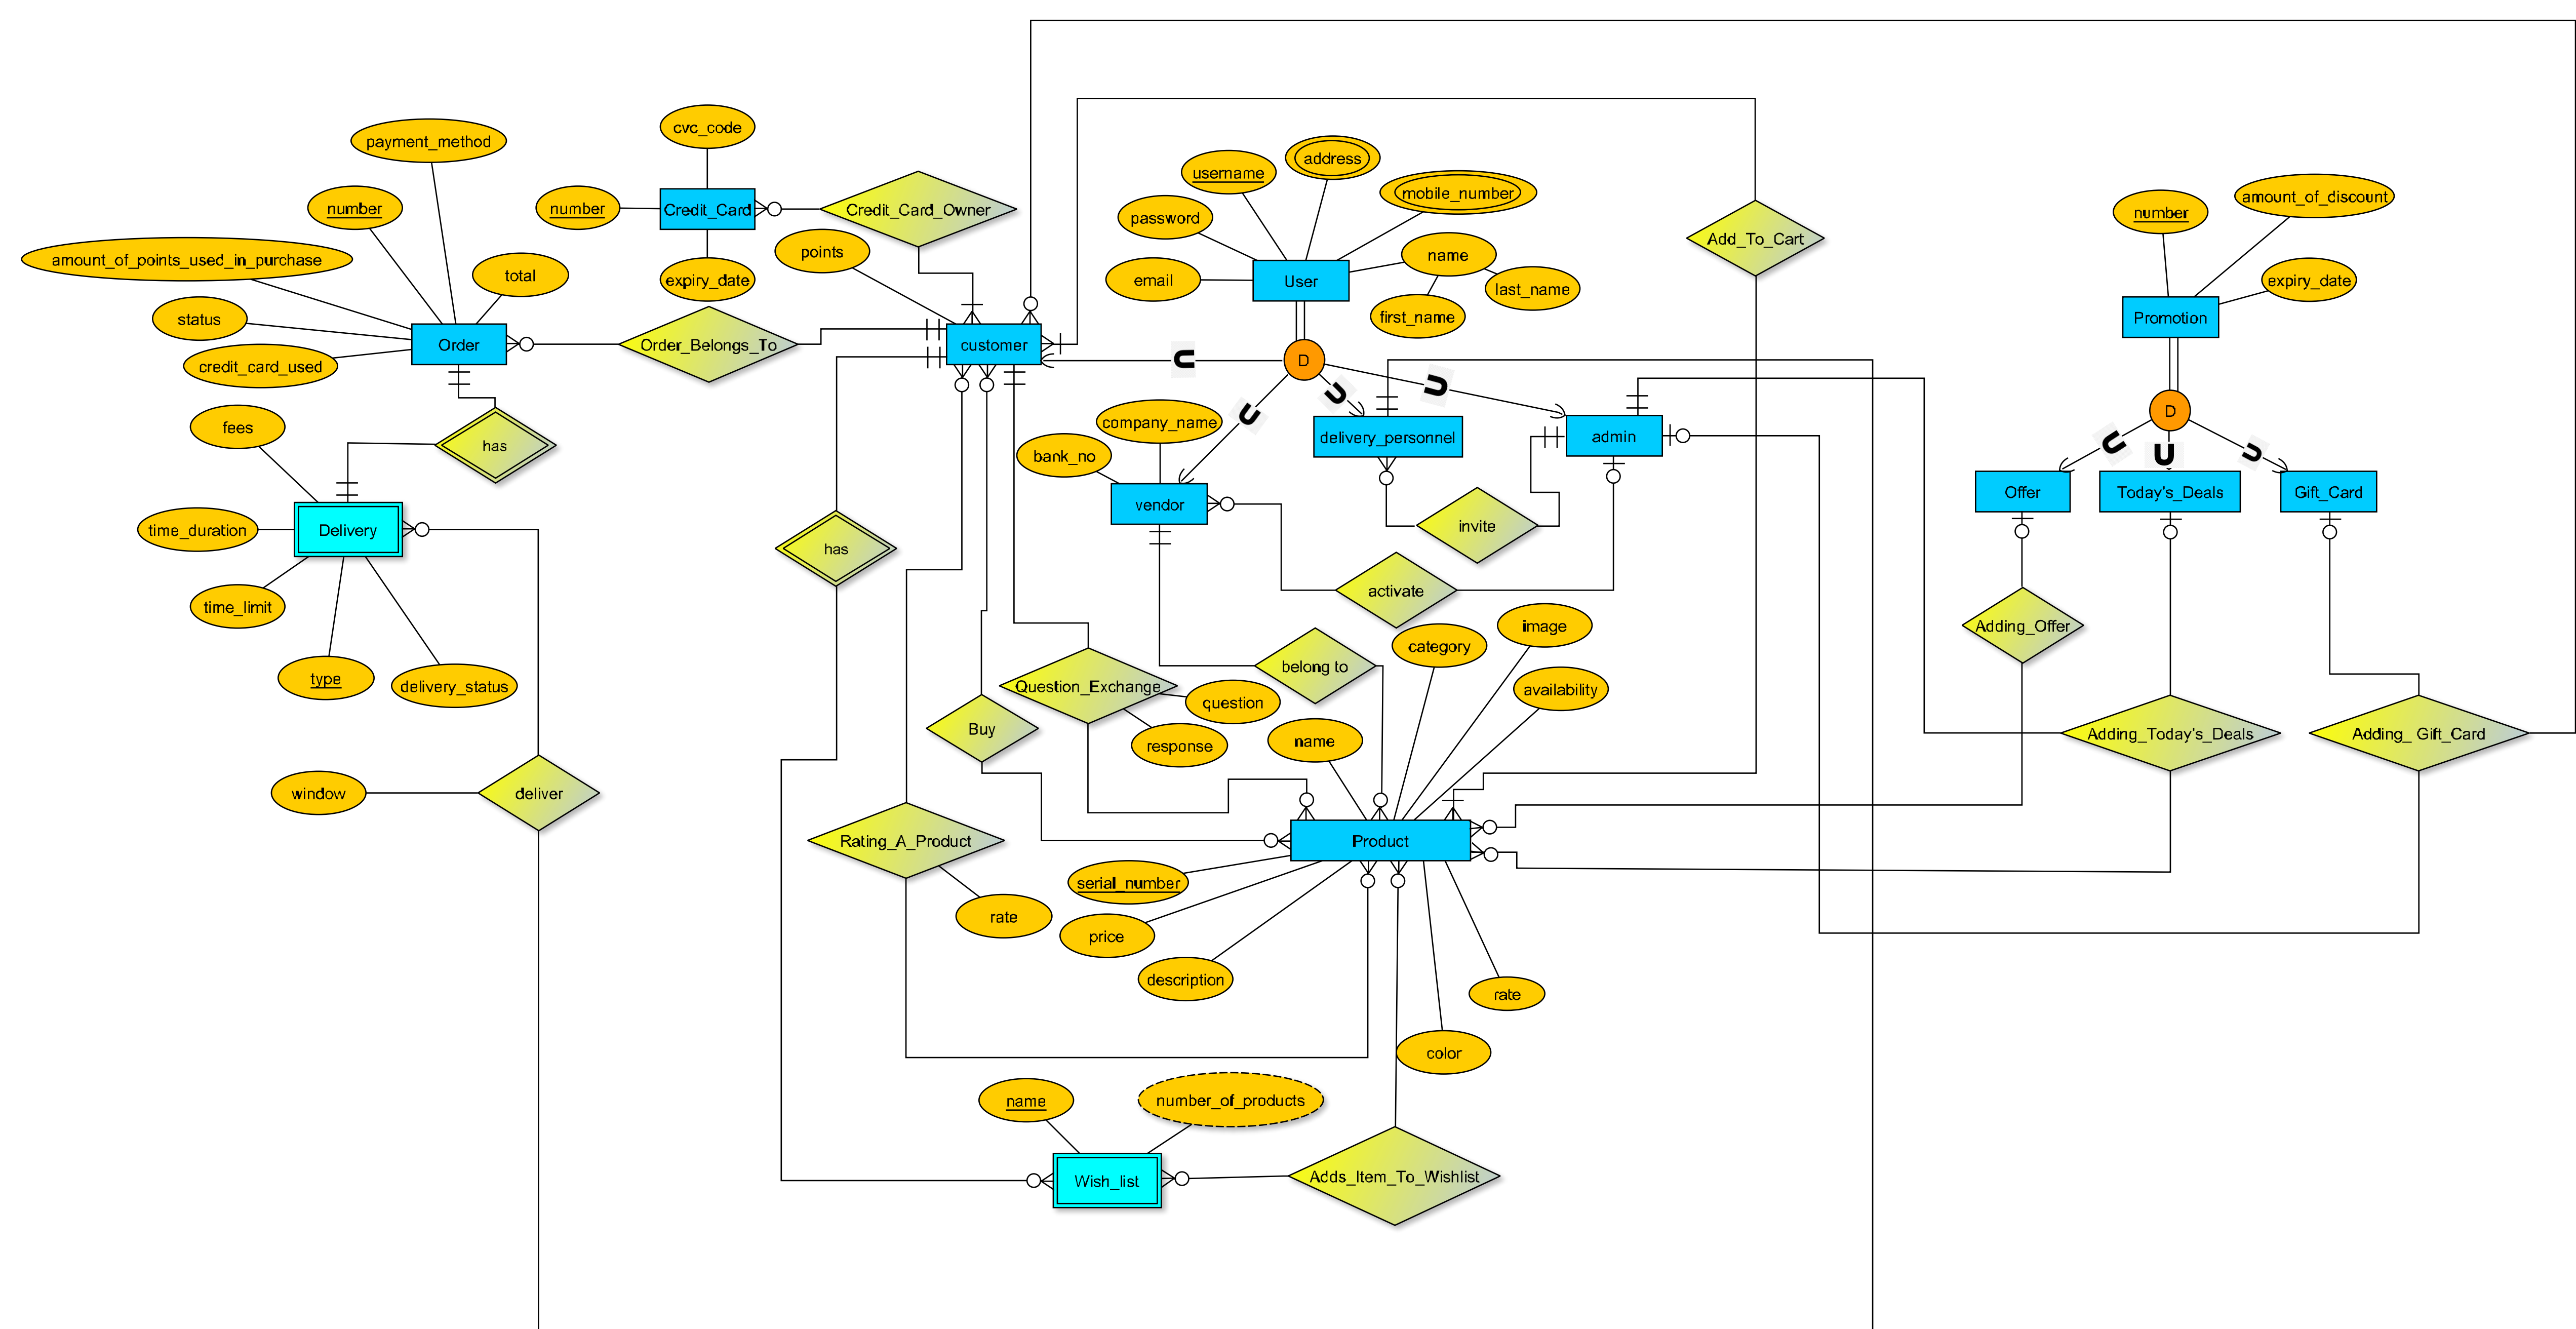 cvc_code
payment_method
address
username
mobile_number
amount_of_discount
number
number
Credit_Card
Credit_Card_Owner
number
password
Add_To_Cart
points
name
amount_of_points_used_in_purchase
total
expiry_date
email
User
last_name
expiry_date
status
first_name
Promotion
Order
Order_Belongs_To
customer
D
credit_card_used
U
U
U
U
D
fees
has
company_name
delivery_personnel
admin
bank_no
U
U
U
Offer
Today's_Deals
Gift_Card
vendor
time_duration
Delivery
has
invite
activate
time_limit
image
Adding_Offer
category
type
delivery_status
Question_Exchange
belong to
availability
question
Buy
response
name
Adding_Today's_Deals
Adding_ Gift_Card
window
deliver
Rating_A_Product
Product
serial_number
rate
price
description
rate
color
name
number_of_products
Wish_list
Adds_Item_To_Wishlist